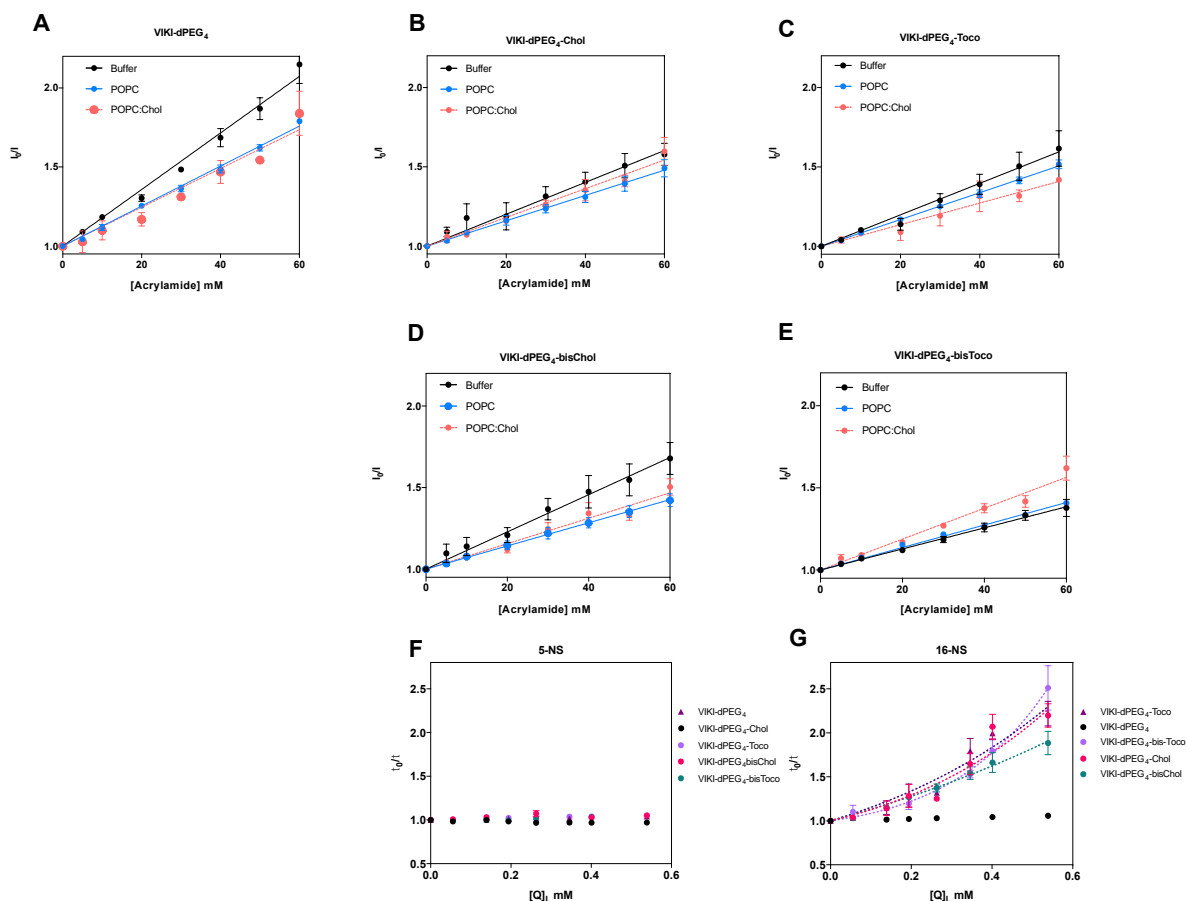 A
VIKI-dPEG4
Buffer
POPC
POPC:Chol
2.0
1.5
1.0
I0/I
0
20
40
60
[Acrylamide] mM
B
VIKI-dPEG4-Chol
Buffer
POPC
POPC:Chol
2.0
1.5
1.0
I0/I
0
20
40
60
[Acrylamide] mM
C
VIKI-dPEG4-Toco
Buffer
POPC
POPC:Chol
2.0
1.5
1.0
I0/I
0
20
40
60
[Acrylamide] mM
D
VIKI-dPEG4-bisChol
Buffer
POPC
POPC:Chol
2.0
1.5
1.0
I0/I
0
20
40
60
[Acrylamide] mM
E
VIKI-dPEG4-bisToco
Buffer
POPC
POPC:Chol
2.0
1.5
1.0
I0/I
0
20
40
60
[Acrylamide] mM
F
5-NS
2.5
2.0
1.5
1.0
0.5
τ0/τ
0.0
0.2
0.4
0.6
[Q]L mM
VIKI-dPEG4
VIKI-dPEG4-Chol
VIKI-dPEG4-Toco
VIKI-dPEG4bisChol
VIKI-dPEG4-bisToco
G
16-NS
2.5
2.0
1.5
1.0
0.5
τ0/τ
0.0
0.2
0.4
0.6
[Q]L mM
VIKI-dPEG4-Toco
VIKI-dPEG4
VIKI-dPEG4-bis-Toco
VIKI-dPEG4-Chol
VIKI-dPEG4-bisChol